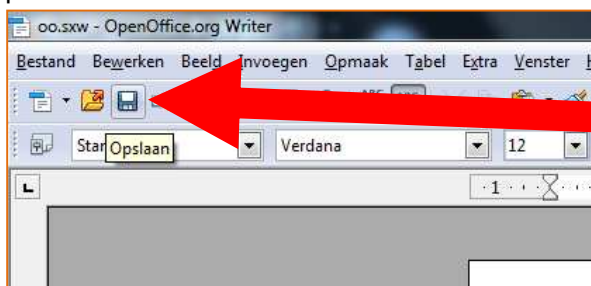 oo.sxw - OpenOffice.org Writer
Bestand Bewerken Beeld Invoegen Opmaak Tabel Extra Venster
Opslaan Verdana 12
1